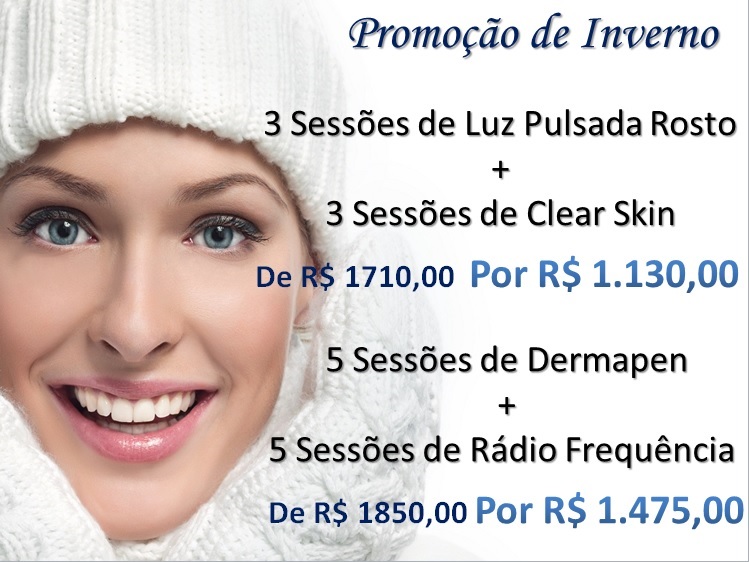 Promoção de Inverno
3 Sessões de Luz Pulsada Rosto
+
3 Sessões de Clear Skin
De R$ 1710,00 Por R$ 1.130,00
5 Sessões de Dermapen
+
5 Sessões de Rádio Frequência
De R$ 1850,00 Por R$ 1.475,00